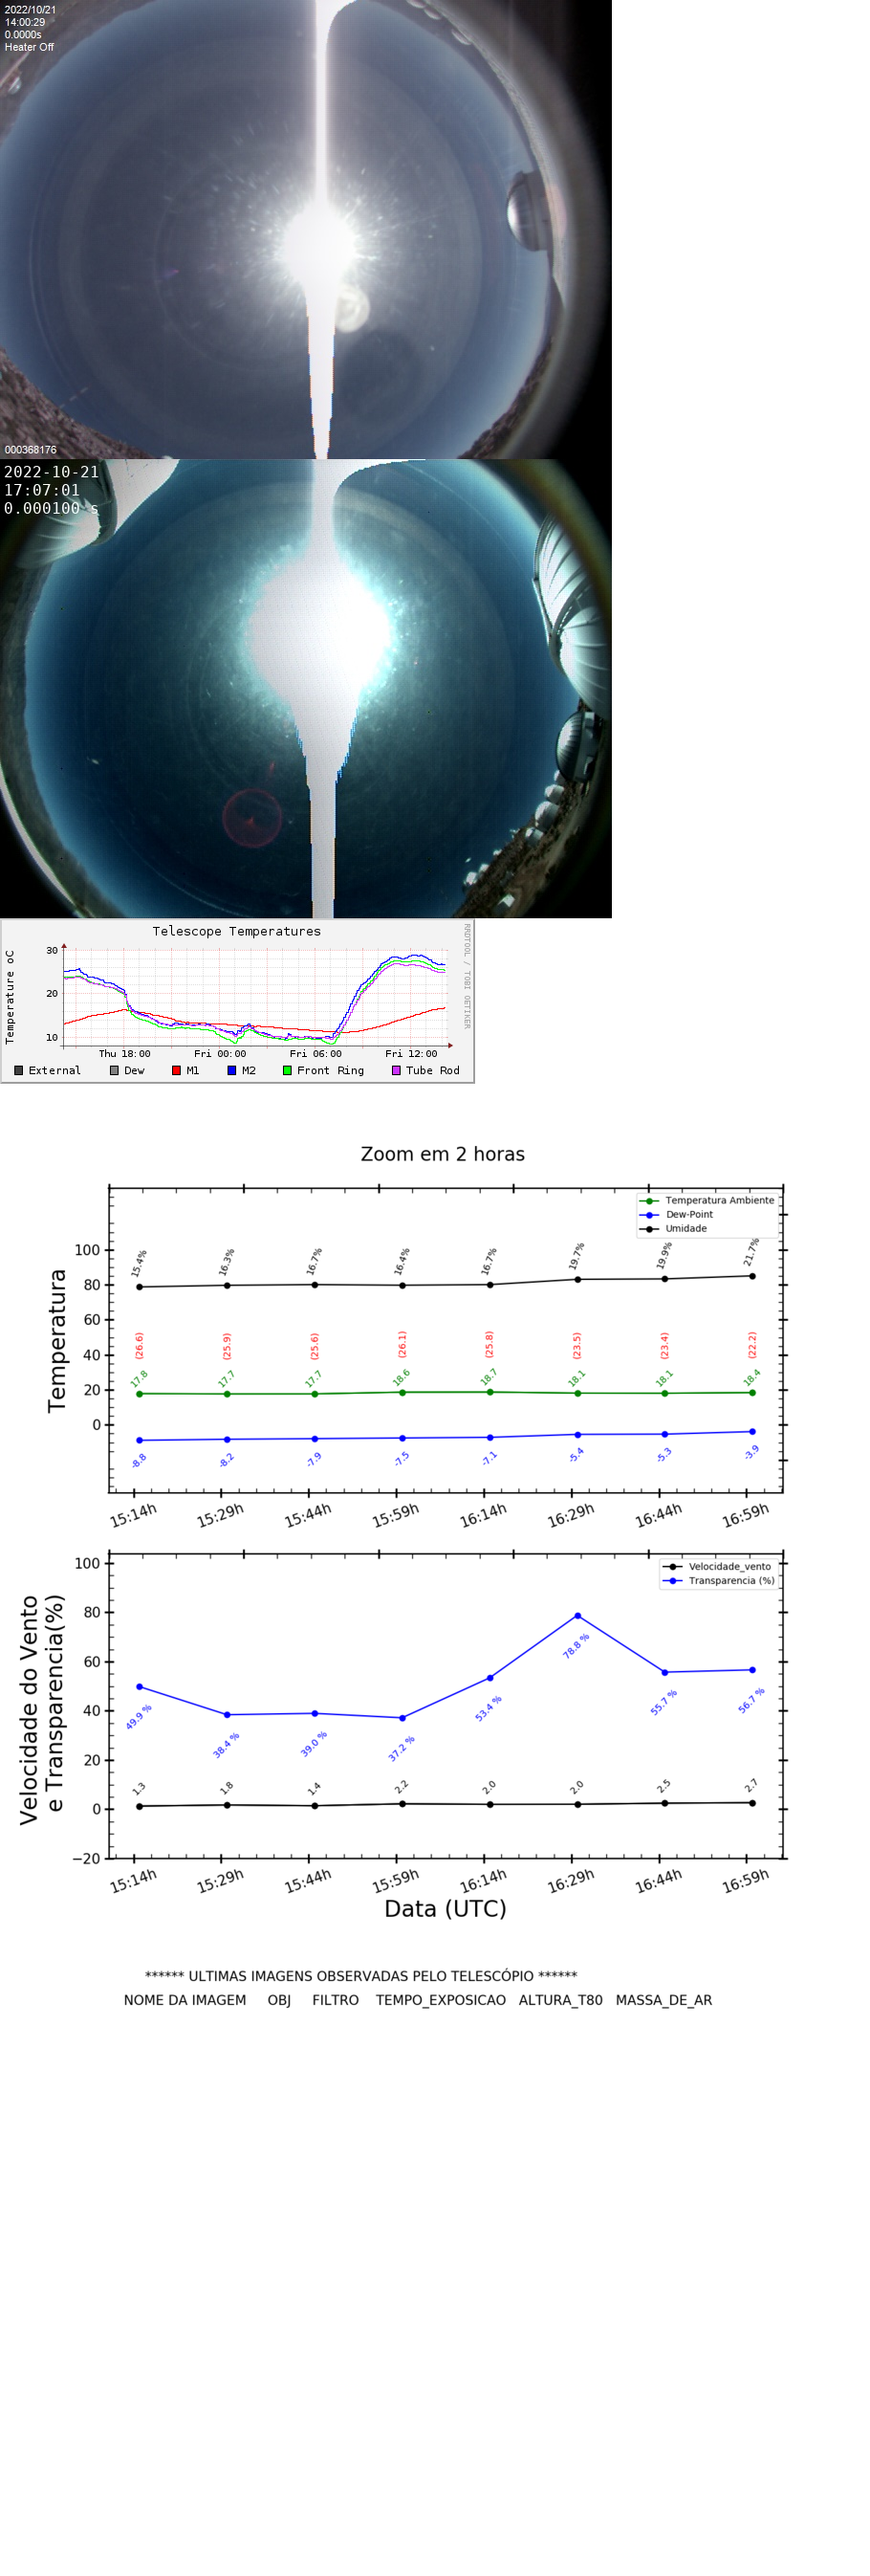 2022/10/21
14:00:29
0.0000s
Heater Off
000368176
2022-10-21
17:07:01
0.000100 s
Telescope Temperatures
RRDTOOL / TOBI OETIKER
Temperature oC
30
20
10
Thu 18:00 Fri 00:00 Fri 06:00 Fri 12:00
External Dew M1 M2 Front Ring Tube Rod
Zoom em 2 horas
Temperatura Ambiente
Dew-Point
Umidade
Temperatura
100
80
60
40
20
0
15.4% 16.3% 16.7% 16.4% 16.7% 19.7% 19.9% 21.7%
(26.6) (25.9) (25.6) (26.1) (25.8) (23.5) (23.4) (22.2)
17.8 17.7 17.7 18.6 18.7 18.1 18.1 18.4
-8.8 -8.2 -7.9 -7.5 -7.1 -5.4 -5.3 -3.9
15:14h 15:29h 15:44h 15:59h 16:14h 16:29h 16:44h 16:59h
Velocidade_vento
Transparencia (%)
Velocidade do Vento
e Transparencia(%)
100
80
60
40
20
0
−20
49.9 % 38.4 % 39.0 % 37.2 % 53.4 % 78.8 % 55.7 % 56.7 %
1.3 1.8 1.4 2.2 2.0 2.0 2.5 2.7
15:14h 15:29h 15:44h 15:59h 16:14h 16:29h 16:44h 16:59h
Data (UTC)
****** ULTIMAS IMAGENS OBSERVADAS PELO TELESCÓPIO ******
NOME DA IMAGEM OBJ FILTRO TEMPO_EXPOSICAO ALTURA_T80 MASSA_DE_AR